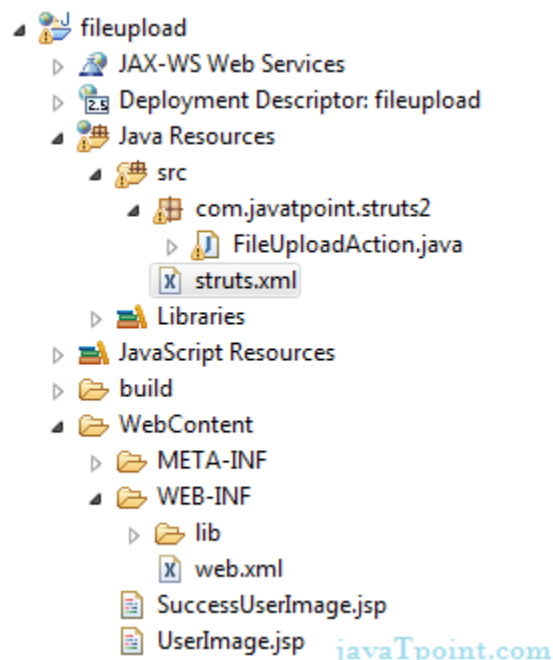 fileupload
JAX-WS Web Services
2.5 Deployment Descriptor: fileupload
Java Resources
src
com.javatpoint.struts2
J FileUploadAction.java
X struts.xml
Libraries
JavaScript Resources
build
WebContent
META-INF
WEB-INF
lib
X web.xml
SuccessUserImage.jsp
UserImage.jsp
javaTpoint.com